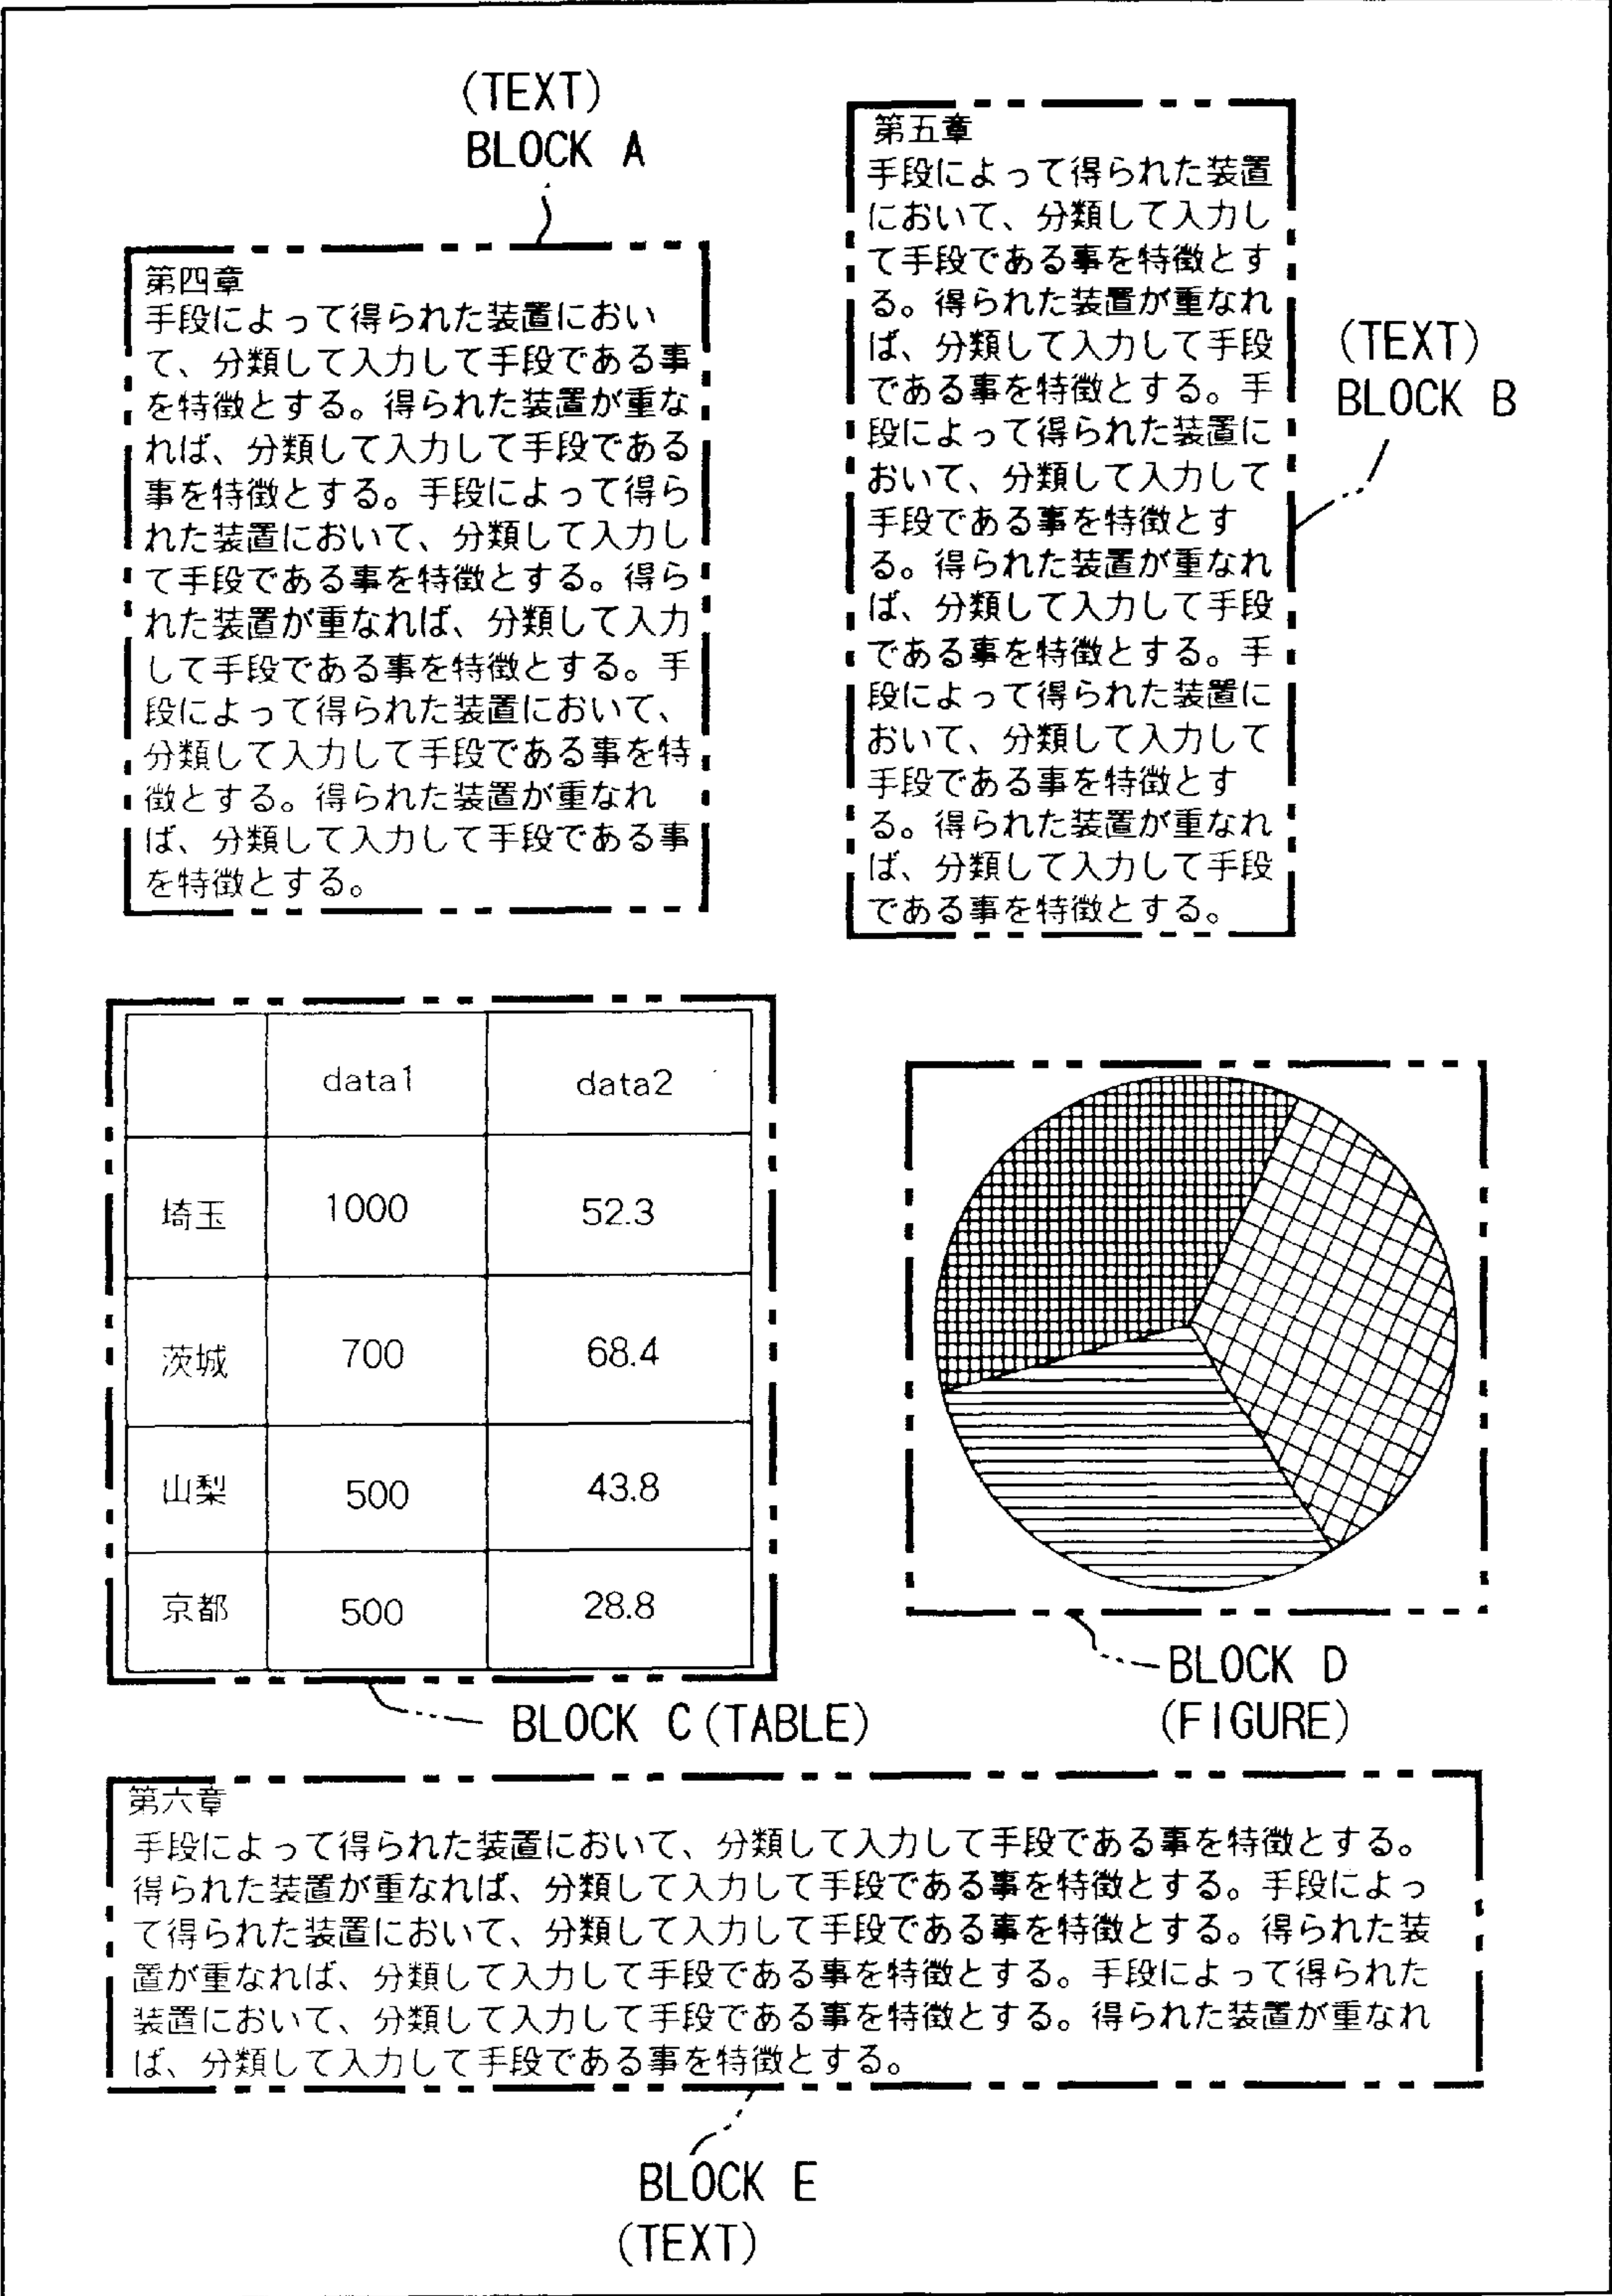 (TEXT)
BLOCK A
第四章
手段によって得られた装置におい
て、分類して入力して手段である事
を特徴とする。得られた装置が重な
れば、分類して入力して手段である
事を特徴とする。手段によって得ら
れた装置において、分類して入力し
て手段である事を特徴とする。得ら
れた装置が重なれば、分類して入力
して手段である事を特徴とする。手
段によって得られた装置において、
分類して入力して手段である事を特
徴とする。得られた装置が重なれ
ば、分類して入力して手段である事
を特徴とする。
第五章
手段によって得られた装置
において、分類して入力し
て手段である事を特徴とす
る。得られた装置が重なれ
ば、分類して入力して手段
である事を特徴とする。手
段によって得られた装置に
おいて、分類して入力して
手段である事を特徴とす
る。得られた装置が重なれ
ば、分類して入力して手段
である事を特徴とする。手
段によって得られた装置に
おいて、分類して入力して
手段である事を特徴とす
る。得られた装置が重なれ
ば、分類して入力して手段
である事を特徴とする。
(TEXT)
BLOCK B
data1 data2
埼玉 1000 52.3
茨城 700 68.4
山梨 500 43.8
京都 500 28.8
BLOCK C (TABLE)
BLOCK D
(FIGURE)
第六章
手段によって得られた装置において、分類して入力して手段である事を特徴とする。
得られた装置が重なれば、分類して入力して手段である事を特徴とする。手段によっ
て得られた装置において、分類して入力して手段である事を特徴とする。得られた装
置が重なれば、分類して入力して手段である事を特徴とする。手段によって得られた
装置において、分類して入力して手段である事を特徴とする。得られた装置が重なれ
ば、分類して入力して手段である事を特徴とする。
BLOCK E
(TEXT)